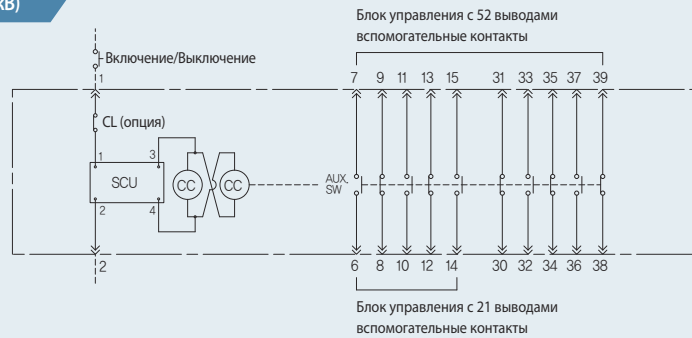 кВ)
Блок управления с 52 выводами
вспомогательные контакты
Включение/Выключение
1
7 9 11 13 15 31 33 35 37 39
CL (опция)
1 3
SCU CC CC
AUX.
SW
2 4
2
6 8 10 12 14 30 32 34 36 38
Блок управления с 21 выводами
вспомогательные контакты